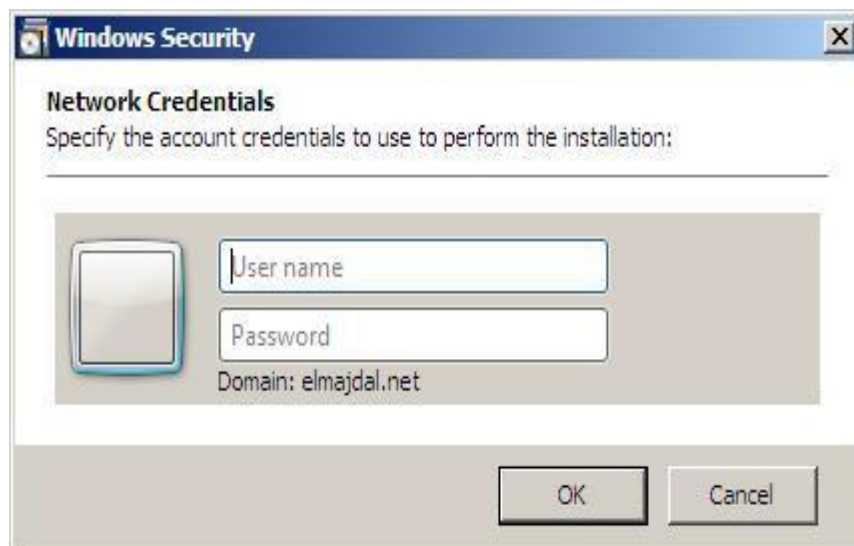 Windows Security
Network Credentials
Specify the account credentials to use to perform the installation:
User name
Password
Domain: elmajdal.net
OK
Cancel